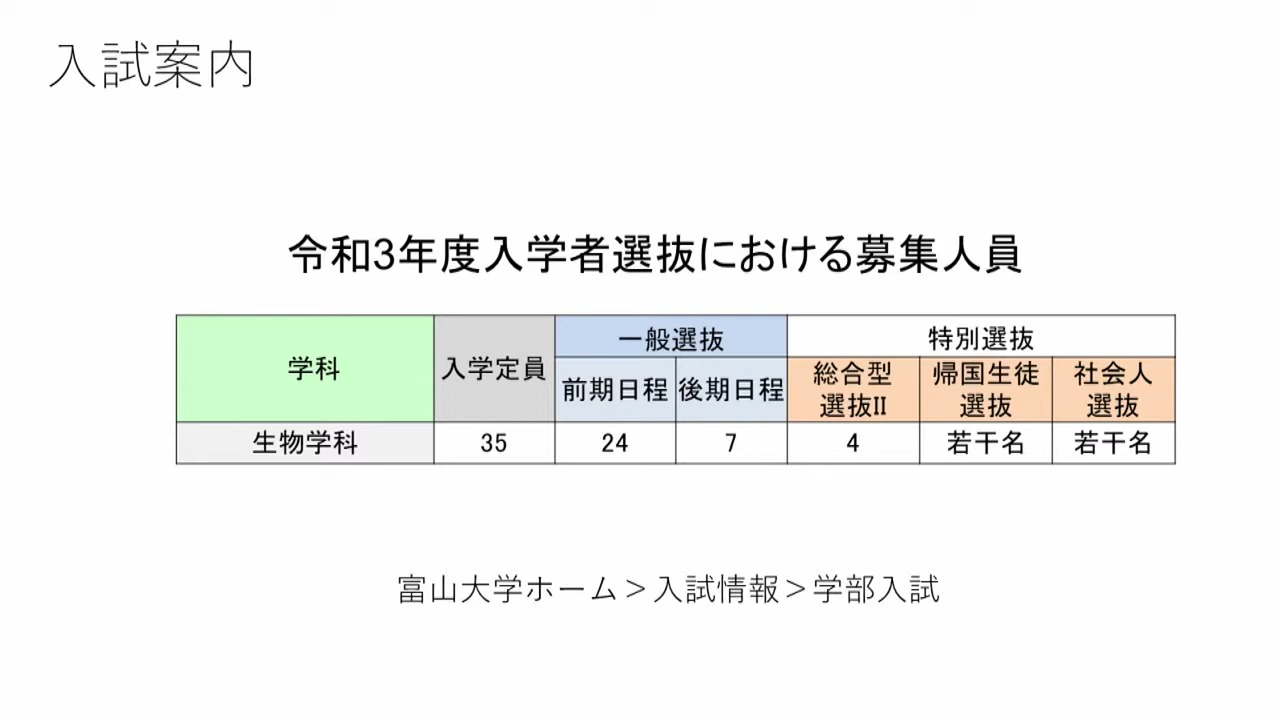 入試案内
令和3年度入学者選抜における募集人員
学科 入学定員 一般選抜 特別選抜
前期日程 後期日程 総合型選抜II 帰国生徒選抜 社会人選抜
生物学科 35 24 7 4 若干名 若干名
富山大学ホーム＞入試情報＞学部入試